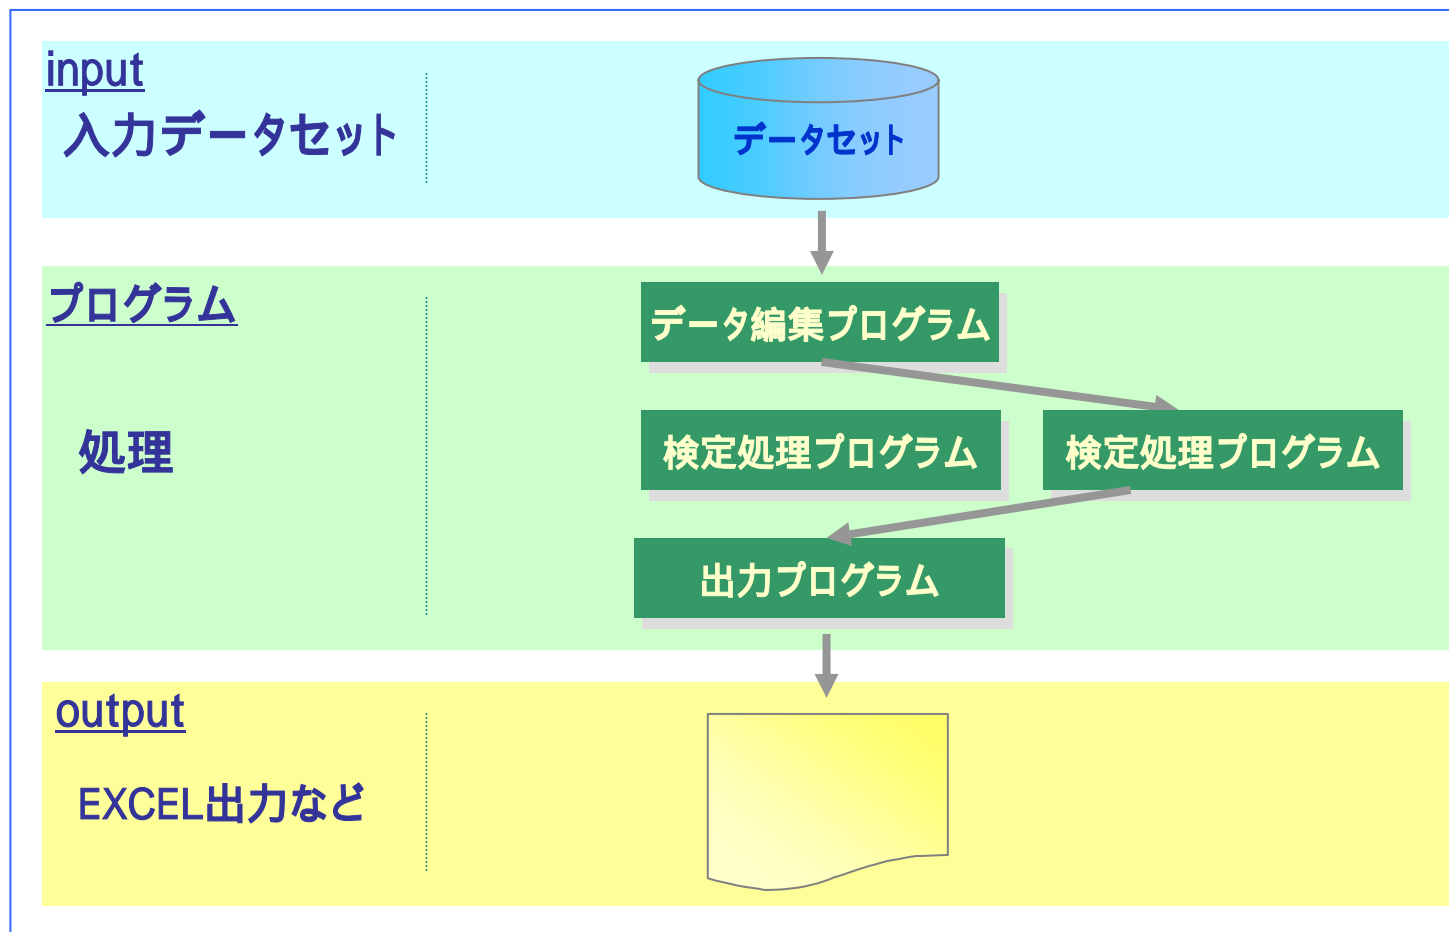 input
入力データセット
データセット
プログラム
データ編集プログラム
処理
検定処理プログラム
検定処理プログラム
出力プログラム
output
EXCEL出力など